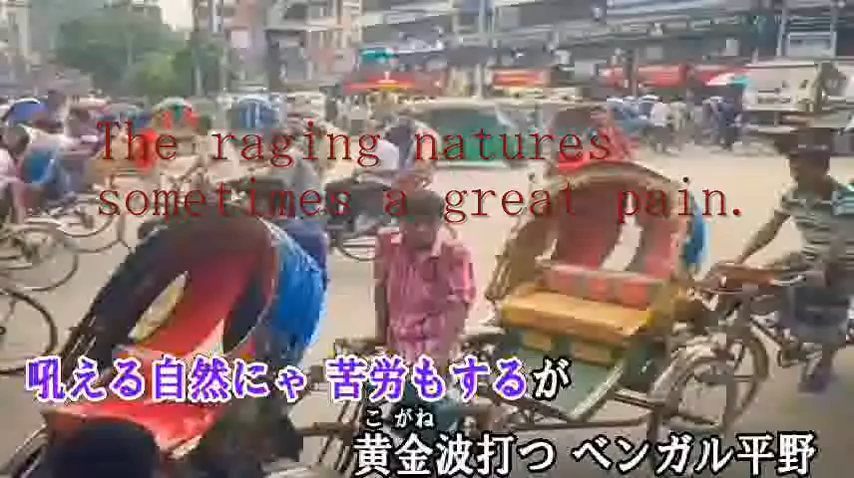 The raging natures
sometimes a great pain.
吼える自然にゃ 苦労もするが
こがね
黄金波打つ ベンガル平野